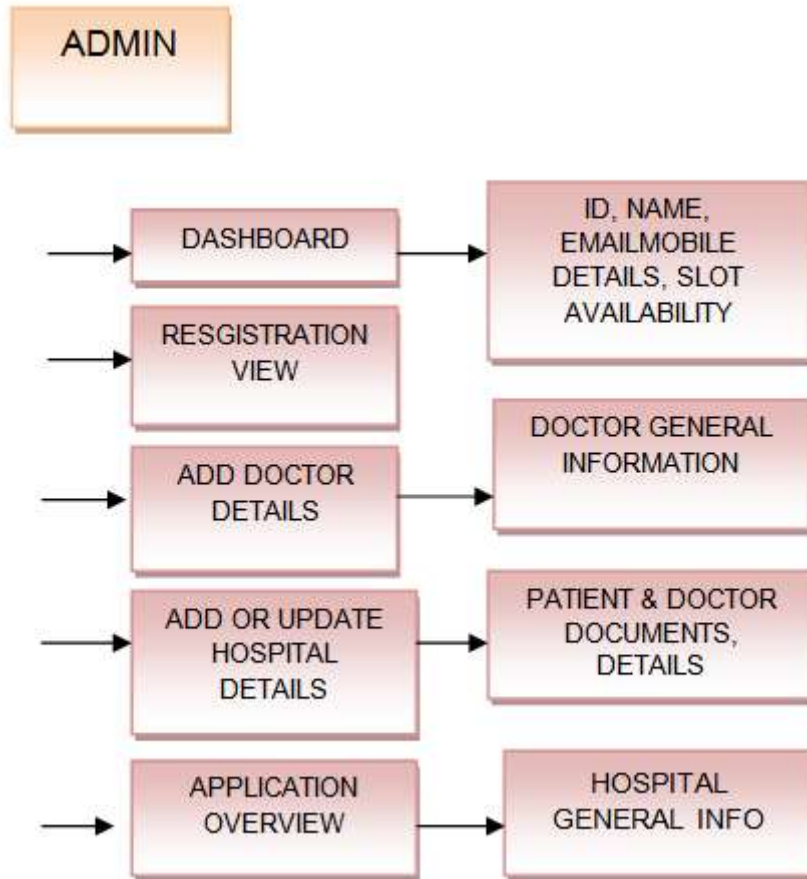 ADMIN
DASHBOARD
ID, NAME,
EMAILMOBILE
DETAILS, SLOT
AVAILABILITY
RESGISTRATION
VIEW
ADD DOCTOR
DETAILS
DOCTOR GENERAL
INFORMATION
ADD OR UPDATE
HOSPITAL
DETAILS
PATIENT & DOCTOR
DOCUMENTS,
DETAILS
APPLICATION
OVERVIEW
HOSPITAL
GENERAL INFO